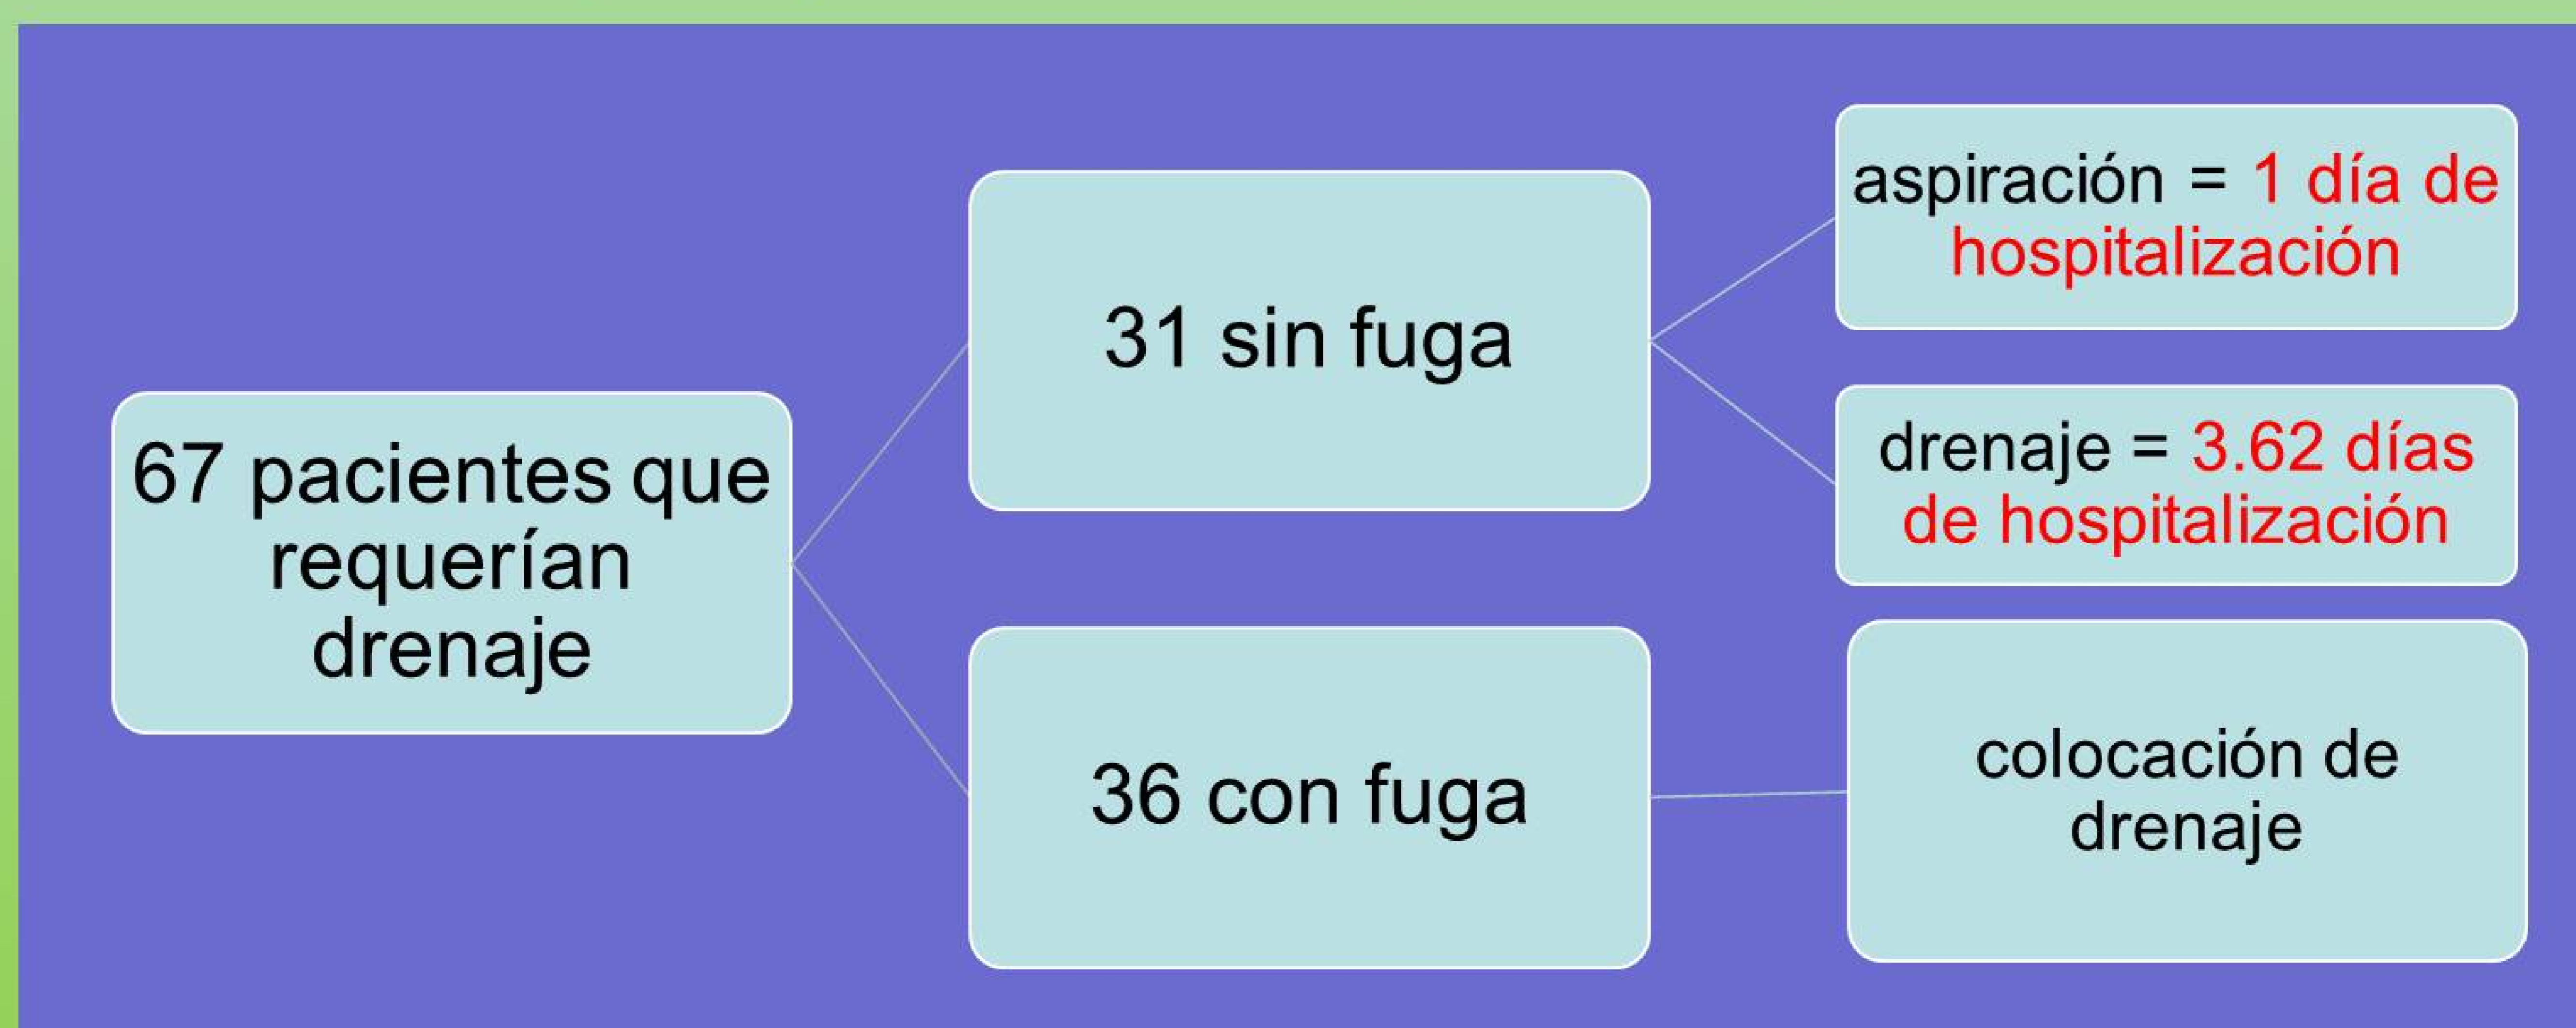 67 pacientes que
requerían
drenaje
31 sin fuga
aspiración = 1 día de
hospitalización
drenaje = 3.62 días
de hospitalización
36 con fuga
colocación de
drenaje